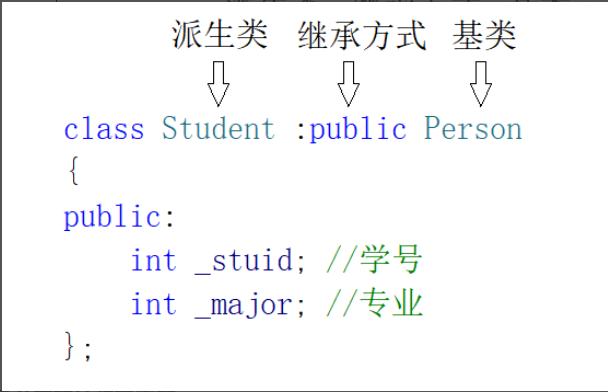 派生类 继承方式 基类
class Student :public Person
{
public:
int _stuid; //学号
int _major; //专业
};